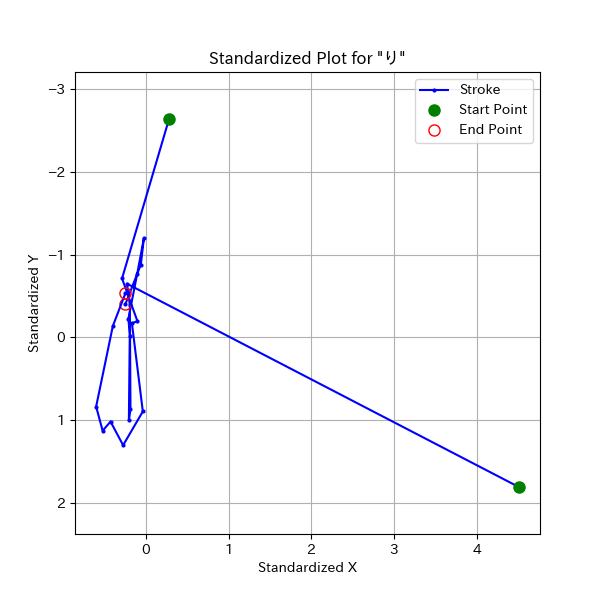 Standardized Plot for "り"
Stroke
Start Point
End Point
Standardized Y
−3
−2
−1
0
1
2
0 1 2 3 4
Standardized X